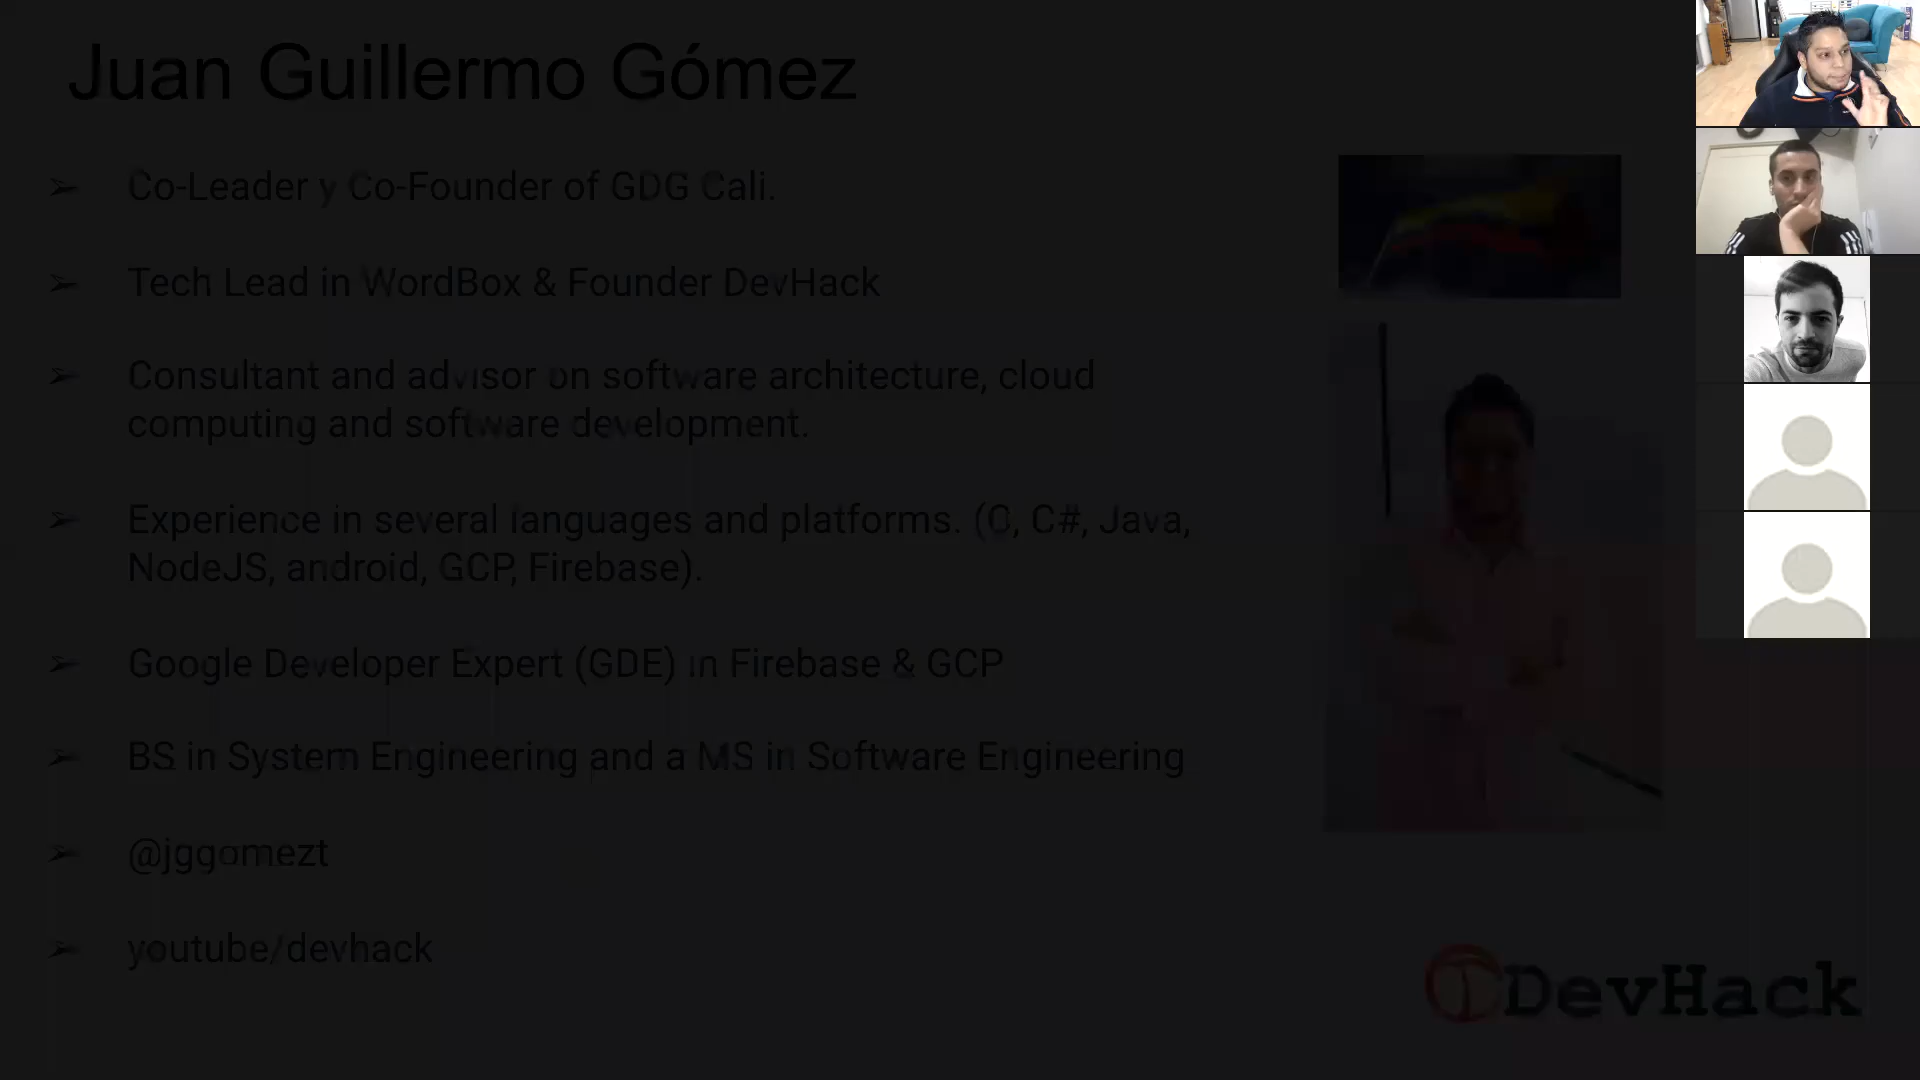 Juan Guillermo Gómez
Co-Leader y Co-Founder of GDG Cali.
Tech Lead in WordBox & Founder DevHack
Consultant and advisor on software architecture, cloud
computing and software development.
Experience in several languages and platforms. (C, C#, Java,
NodeJS, android, GCP, Firebase).
Google Developer Expert (GDE) in Firebase & GCP
BS in System Engineering and a MS in Software Engineering
@jggomezt
youtube/devhack
DevHack